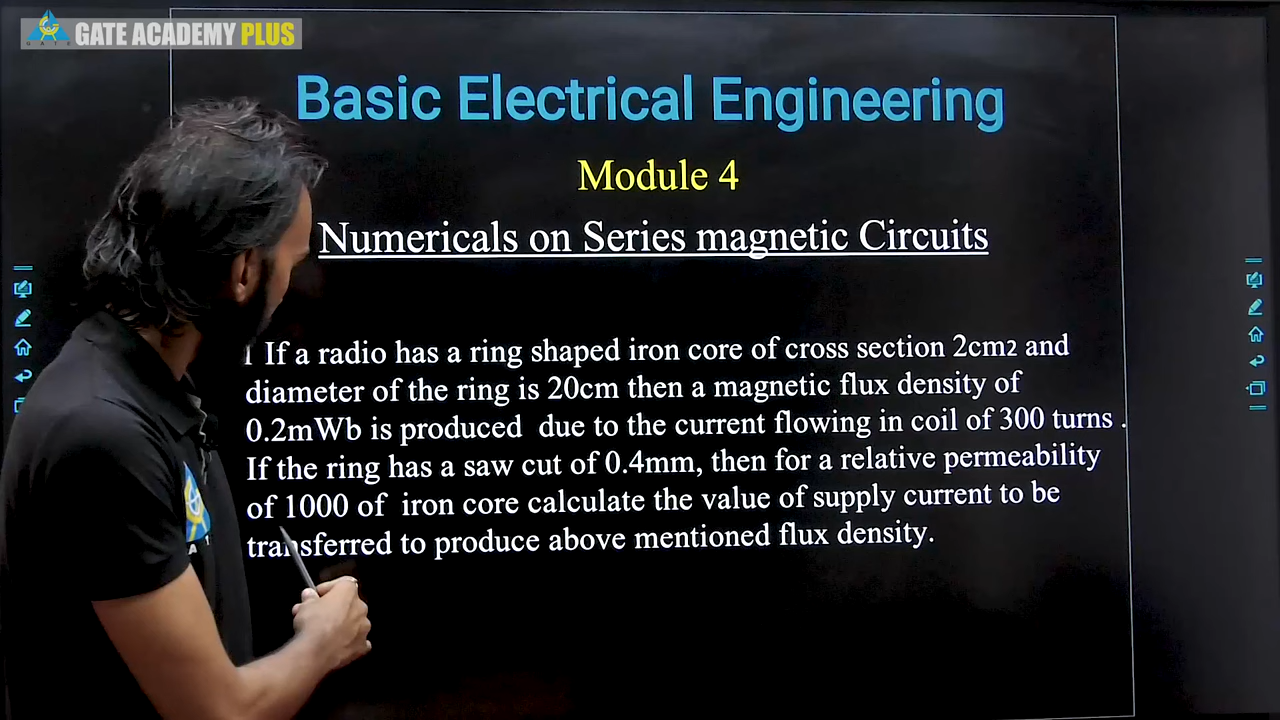 GATE ACADEMY PLUS
GATE
Basic Electrical Engineering
Module 4
Numericals on Series magnetic Circuits
1 If a radio has a ring shaped iron core of cross section 2cm2 and
diameter of the ring is 20cm then a magnetic flux density of
0.2mWb is produced due to the current flowing in coil of 300 turns .
If the ring has a saw cut of 0.4mm, then for a relative permeability
of 1000 of iron core calculate the value of supply current to be
transferred to produce above mentioned flux density.